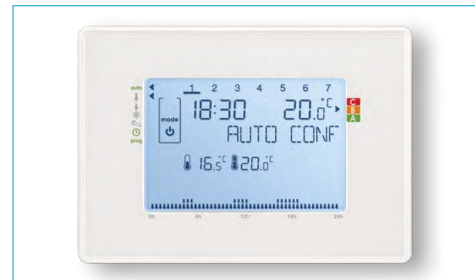 1 2 3 4 5 6 7
auto
mode
18:30 20.0°C
C
B
A
AUTO CONF
prog
16.5°C 20.0°C
0h 6h 12h 18h 24h